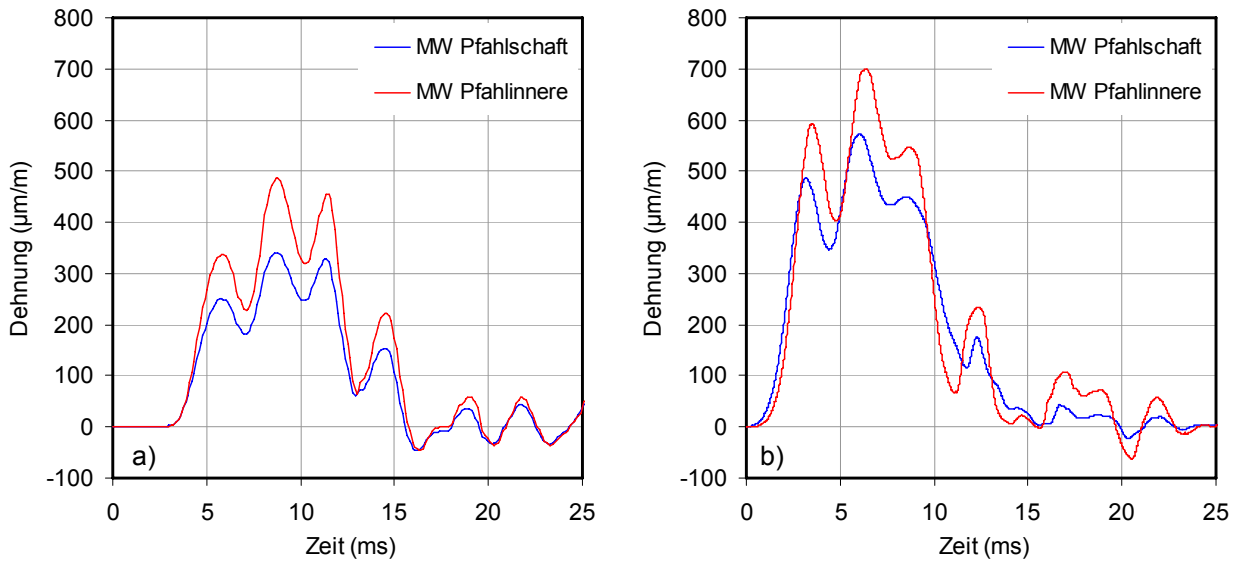 800
700
600
500
400
300
200
100
0
-100
Dehnung (µm/m)
MW Pfahlschaft
MW Pfahlinnere
a)
0 5 10 15 20 25
Zeit (ms)
800
700
600
500
400
300
200
100
0
-100
Dehnung (µm/m)
MW Pfahlschaft
MW Pfahlinnere
b)
0 5 10 15 20 25
Zeit (ms)